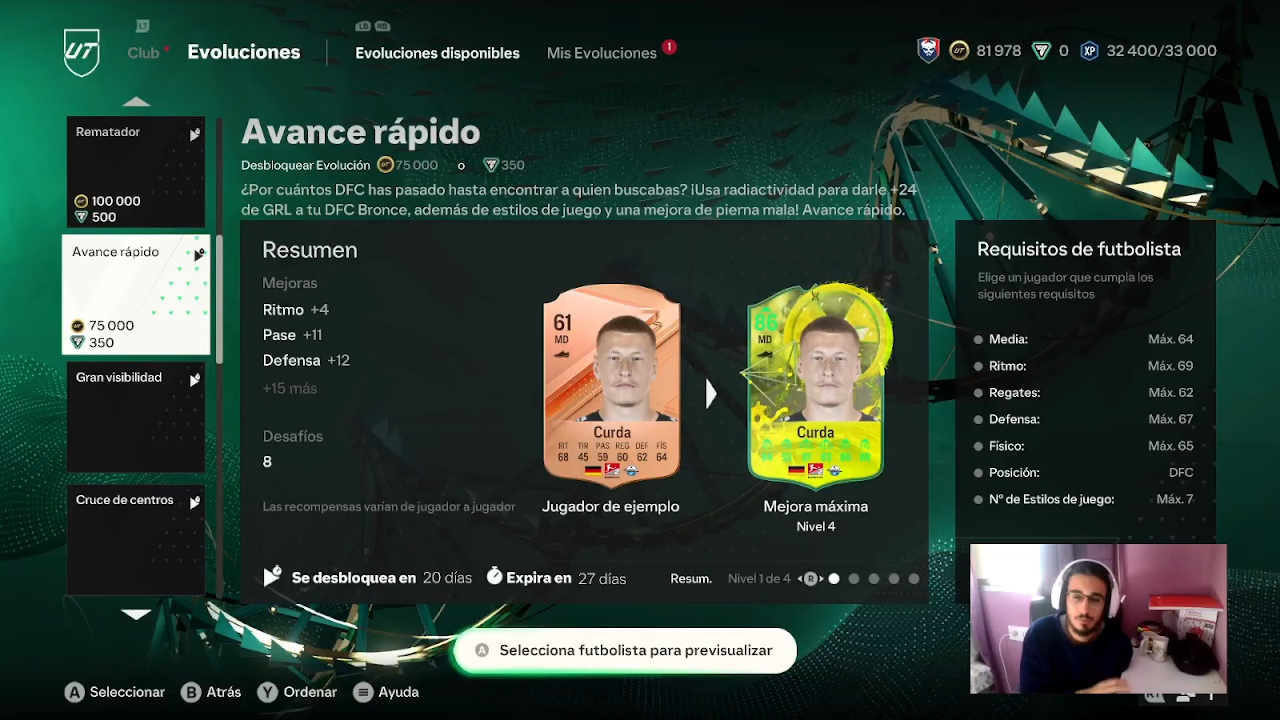 LT
LB RB
UT
Club
Evoluciones
Evoluciones disponibles
Mis Evoluciones
1
81 978
0
XP
32 400/33 000
Rematador
100 000
500
Avance rápido
75 000
350
Gran visibilidad
Cruce de centros
Avance rápido
Desbloquear Evolución 75 000 o 350
¿Por cuántos DFC has pasado hasta encontrar a quien buscabas? ¡Usa radiactividad para darle +24
de GRL a tu DFC Bronce, además de estilos de juego y una mejora de pierna mala! Avance rápido.
Resumen
Mejoras
Ritmo +4
Pase +11
Defensa +12
+15 más
Desafíos
8
Las recompensas varían de jugador a jugador
61
MD
Curda
RIT TIR PAS REG DEF FÍS
68 45 59 60 62 64
Jugador de ejemplo
86
MD
Curda
Mejora máxima
Nivel 4
Se desbloquea en 20 días
Expira en 27 días
Resum.
Nivel 1 de 4
R
Requisitos de futbolista
Elige un jugador que cumpla los
siguientes requisitos
Media: Máx. 64
Ritmo: Máx. 69
Regates: Máx. 62
Defensa: Máx. 67
Físico: Máx. 65
Posición: DFC
Nº de Estilos de juego: Máx. 7
A Selecciona futbolista para previsualizar
A Seleccionar
B Atrás
Y Ordenar
Ayuda